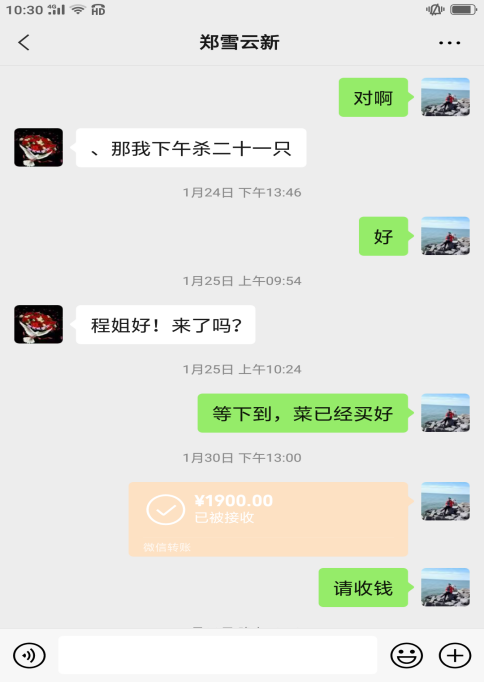 10:30 4G HD
郑雪云新
对啊
、那我下午杀二十一只
1月24日 下午13:46
好
1月25日 上午09:54
程姐好！来了吗？
1月25日 上午10:24
等下到，菜已经买好
1月30日 下午13:00
¥1900.00
已被接收
微信转账
请收钱